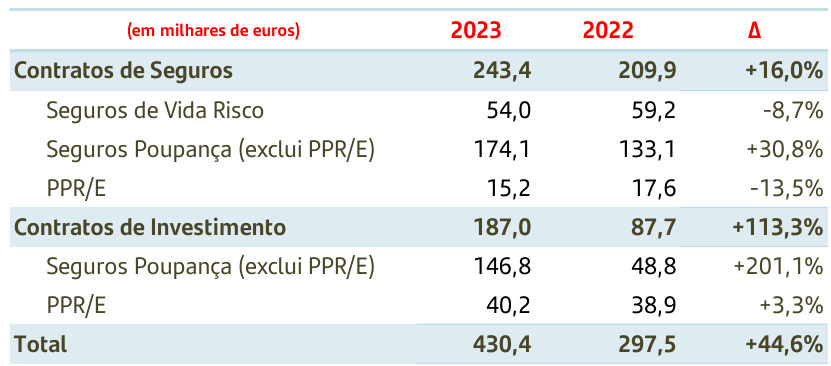 (em milhares de euros) 2023 2022 Δ
Contratos de Seguros 243,4 209,9 +16,0%
Seguros de Vida Risco 54,0 59,2 -8,7%
Seguros Poupança (exclui PPR/E) 174,1 133,1 +30,8%
PPR/E 15,2 17,6 -13,5%
Contratos de Investimento 187,0 87,7 +113,3%
Seguros Poupança (exclui PPR/E) 146,8 48,8 +201,1%
PPR/E 40,2 38,9 +3,3%
Total 430,4 297,5 +44,6%